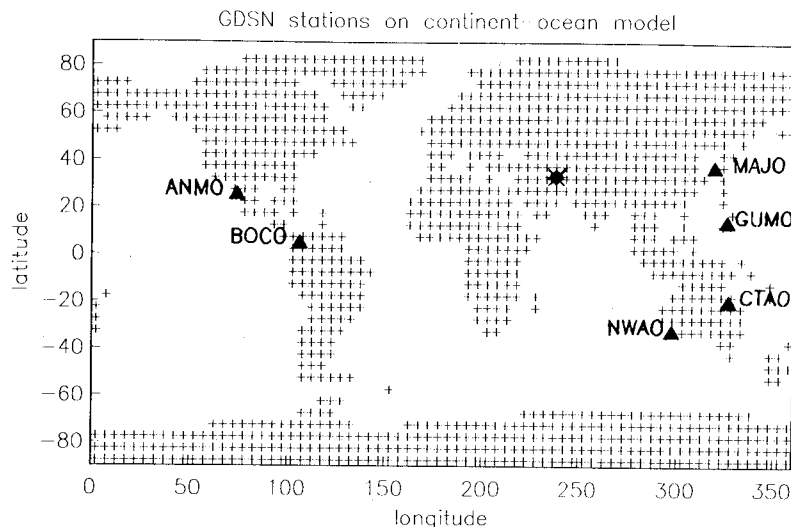 GDSN stations on continent-ocean model
80
60
40
20
0
-20
-40
-60
-80
latitude
ANMO
BOCO
MAJO
GUMO
CTAO
NWAO
0
50
100
150
200
250
300
350
longitude